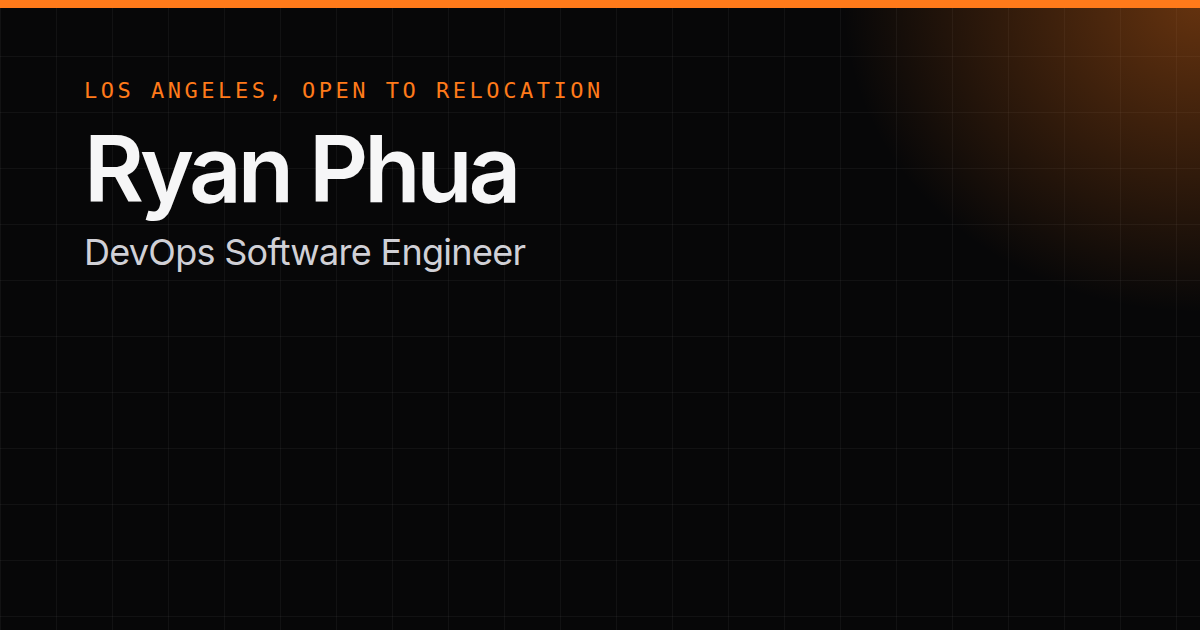 LOS ANGELES, OPEN TO RELOCATION
Ryan Phua
DevOps Software Engineer